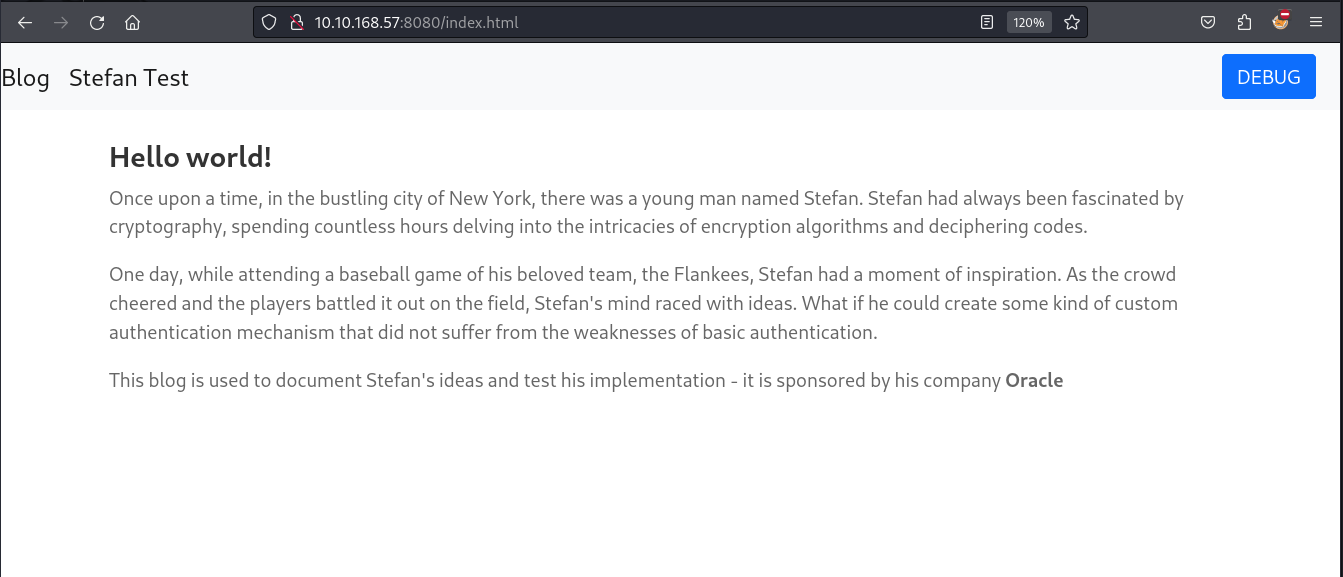 10.10.168.57:8080/index.html
120%
Blog Stefan Test
DEBUG
Hello world!
Once upon a time, in the bustling city of New York, there was a young man named Stefan. Stefan had always been fascinated by
cryptography, spending countless hours delving into the intricacies of encryption algorithms and deciphering codes.
One day, while attending a baseball game of his beloved team, the Flankees, Stefan had a moment of inspiration. As the crowd
cheered and the players battled it out on the field, Stefan's mind raced with ideas. What if he could create some kind of custom
authentication mechanism that did not suffer from the weaknesses of basic authentication.
This blog is used to document Stefan's ideas and test his implementation - it is sponsored by his company Oracle